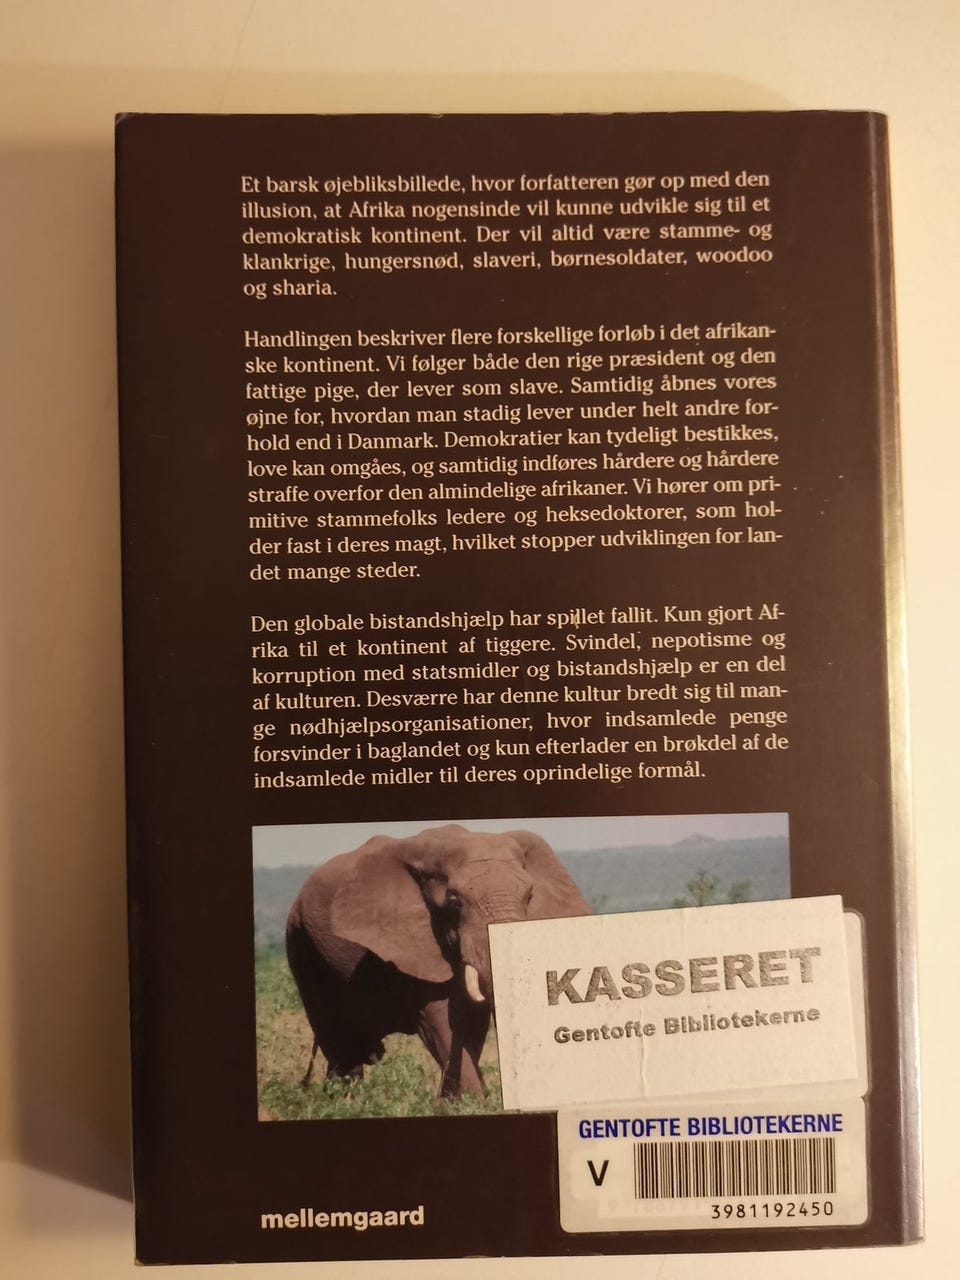 Et barsk øjebliksbillede, hvor forfatteren gør op med den
illusion, at Afrika nogensinde vil kunne udvikle sig til et
demokratisk kontinent. Der vil altid være stamme- og
klankrige, hungersnød, slaveri, børnesoldater, woodoo
og sharia.
Handlingen beskriver flere forskellige forløb i det afrikan-
ske kontinent. Vi følger både den rige præsident og den
fattige pige, der lever som slave. Samtidig åbnes vores
øjne for, hvordan man stadig lever under helt andre for-
hold end i Danmark. Demokratier kan tydeligt bestikkes,
love kan omgåes, og samtidig indføres hårdere og hårdere
straffe overfor den almindelige afrikaner. Vi hører om pri-
mitive stammefolks ledere og heksedoktorer, som hol-
der fast i deres magt, hvilket stopper udviklingen for lan-
det mange steder.
Den globale bistandshjælp har spillet fallit. Kun gjort Af-
rika til et kontinent af tiggere. Svindel, nepotisme og
korruption med statsmidler og bistandshjælp er en del
af kulturen. Desværre har denne kultur bredt sig til man-
ge nødhjælpsorganisationer, hvor indsamlede penge
forsvinder i baglandet og kun efterlader en brøkdel af de
indsamlede midler til deres oprindelige formål.
KASSERET
Gentofte Bibliotekerne
GENTOFTE BIBLIOTEKERNE
V
3981192450
mellemgaard